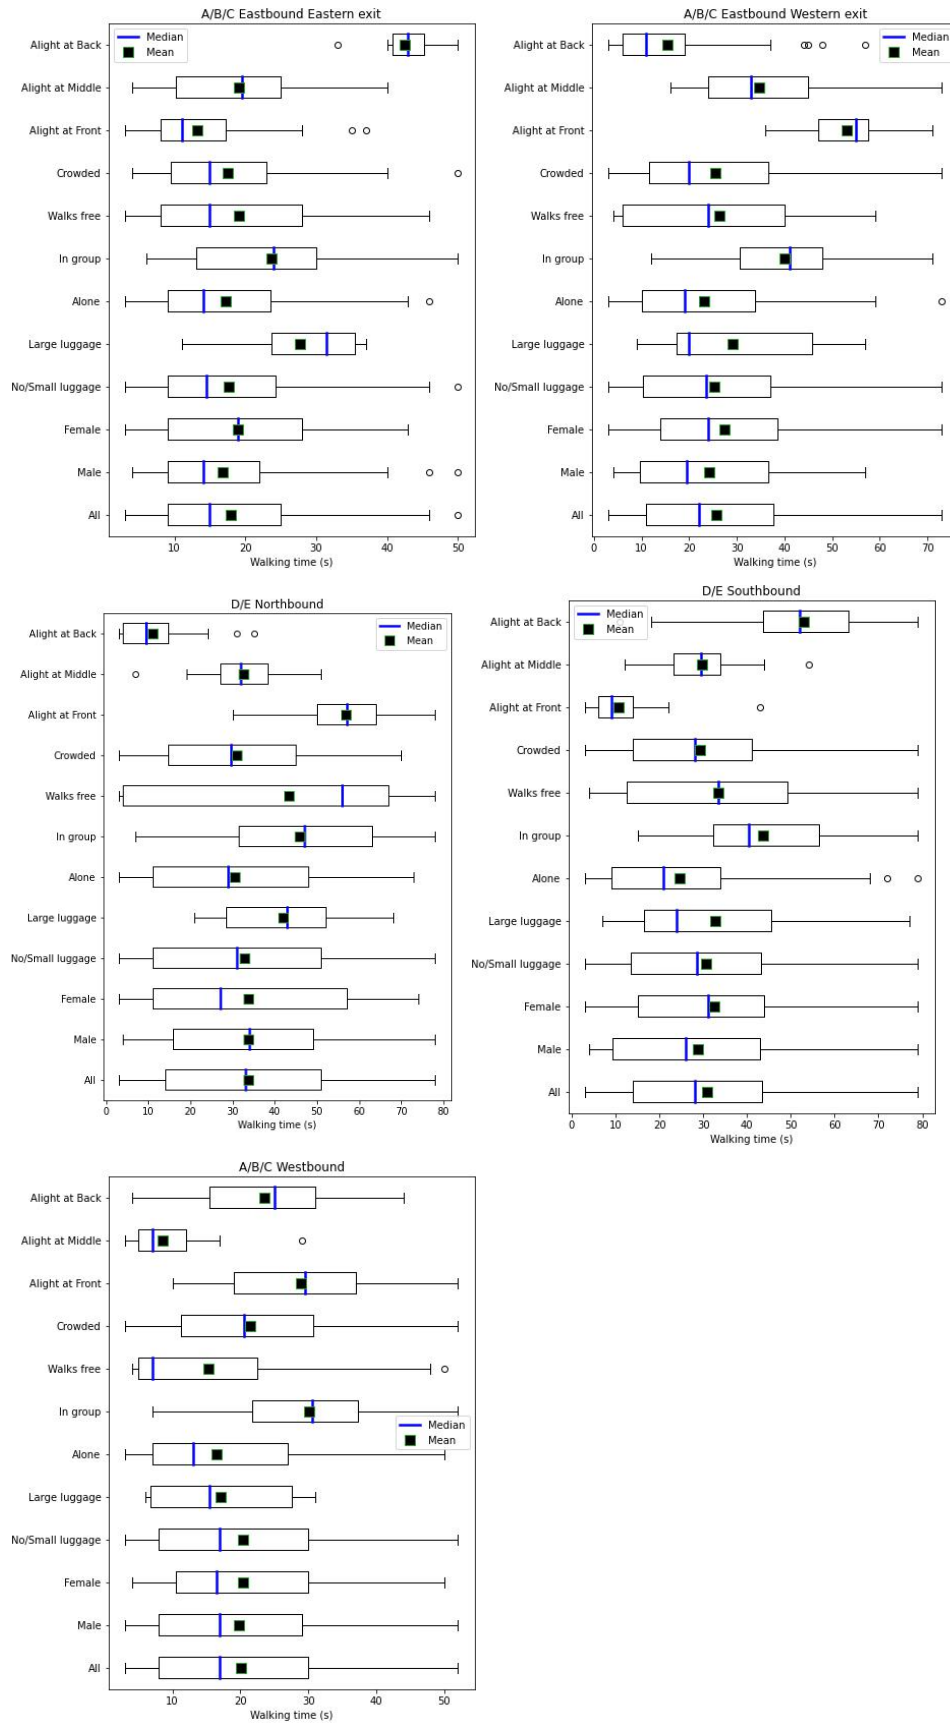 A/B/C Eastbound Eastern exit
Median
Mean
Alight at Back
Alight at Middle
Alight at Front
Crowded
Walks free
In group
Alone
Large luggage
No/Small luggage
Female
Male
All
10 20 30 40 50
Walking time (s)
A/B/C Eastbound Western exit
Median
Mean
Alight at Back
Alight at Middle
Alight at Front
Crowded
Walks free
In group
Alone
Large luggage
No/Small luggage
Female
Male
All
0 10 20 30 40 50 60 70
Walking time (s)
D/E Northbound
Median
Mean
Alight at Back
Alight at Middle
Alight at Front
Crowded
Walks free
In group
Alone
Large luggage
No/Small luggage
Female
Male
All
0 10 20 30 40 50 60 70 80
Walking time (s)
D/E Southbound
Median
Mean
Alight at Back
Alight at Middle
Alight at Front
Crowded
Walks free
In group
Alone
Large luggage
No/Small luggage
Female
Male
All
0 10 20 30 40 50 60 70 80
Walking time (s)
A/B/C Westbound
Alight at Back
Alight at Middle
Alight at Front
Crowded
Walks free
In group
Median
Mean
Alone
Large luggage
No/Small luggage
Female
Male
All
10 20 30 40 50
Walking time (s)